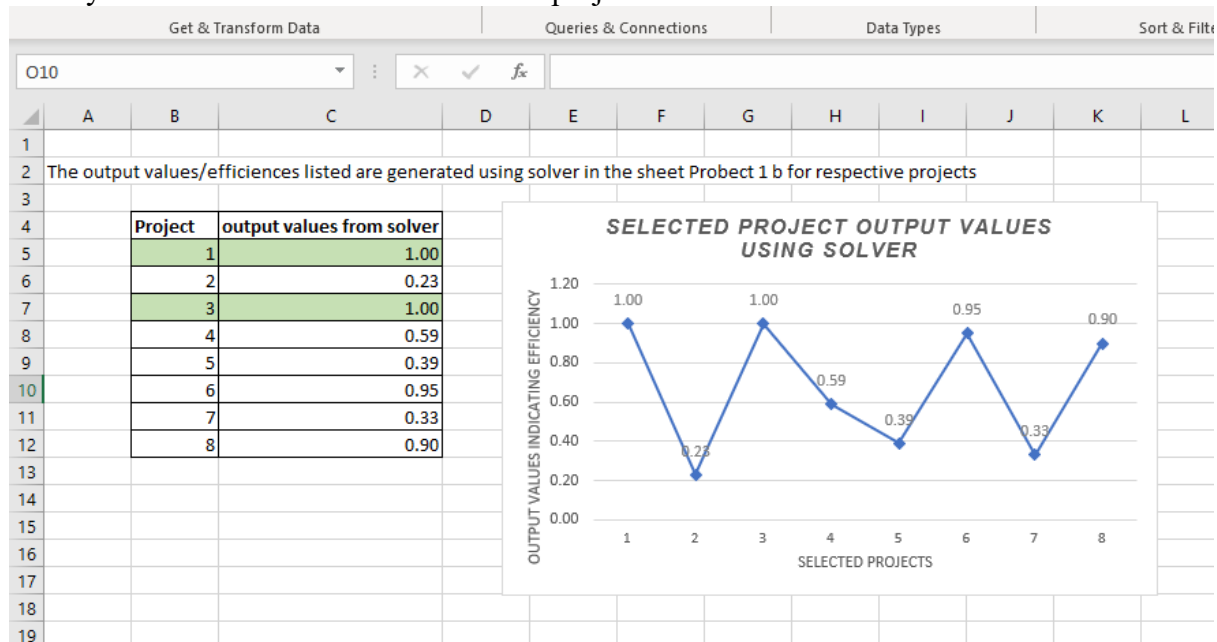 Get & Transform Data Queries & Connections Data Types Sort & Filte
O10 fx
A B C D E F G H I J K L
1
2 The output values/efficiences listed are generated using solver in the sheet Probect 1 b for respective projects
3
4 Project output values from solver
5 1 1.00
6 2 0.23
7 3 1.00
8 4 0.59
9 5 0.39
10 6 0.95
11 7 0.33
12 8 0.90
13
14
15
16
17
18
19
SELECTED PROJECT OUTPUT VALUES
USING SOLVER
OUTPUT VALUES INDICATING EFFICIENCY
1.20
1.00
0.80
0.60
0.40
0.20
0.00
1.00 0.23 1.00 0.59 0.39 0.95 0.33 0.90
1 2 3 4 5 6 7 8
SELECTED PROJECTS